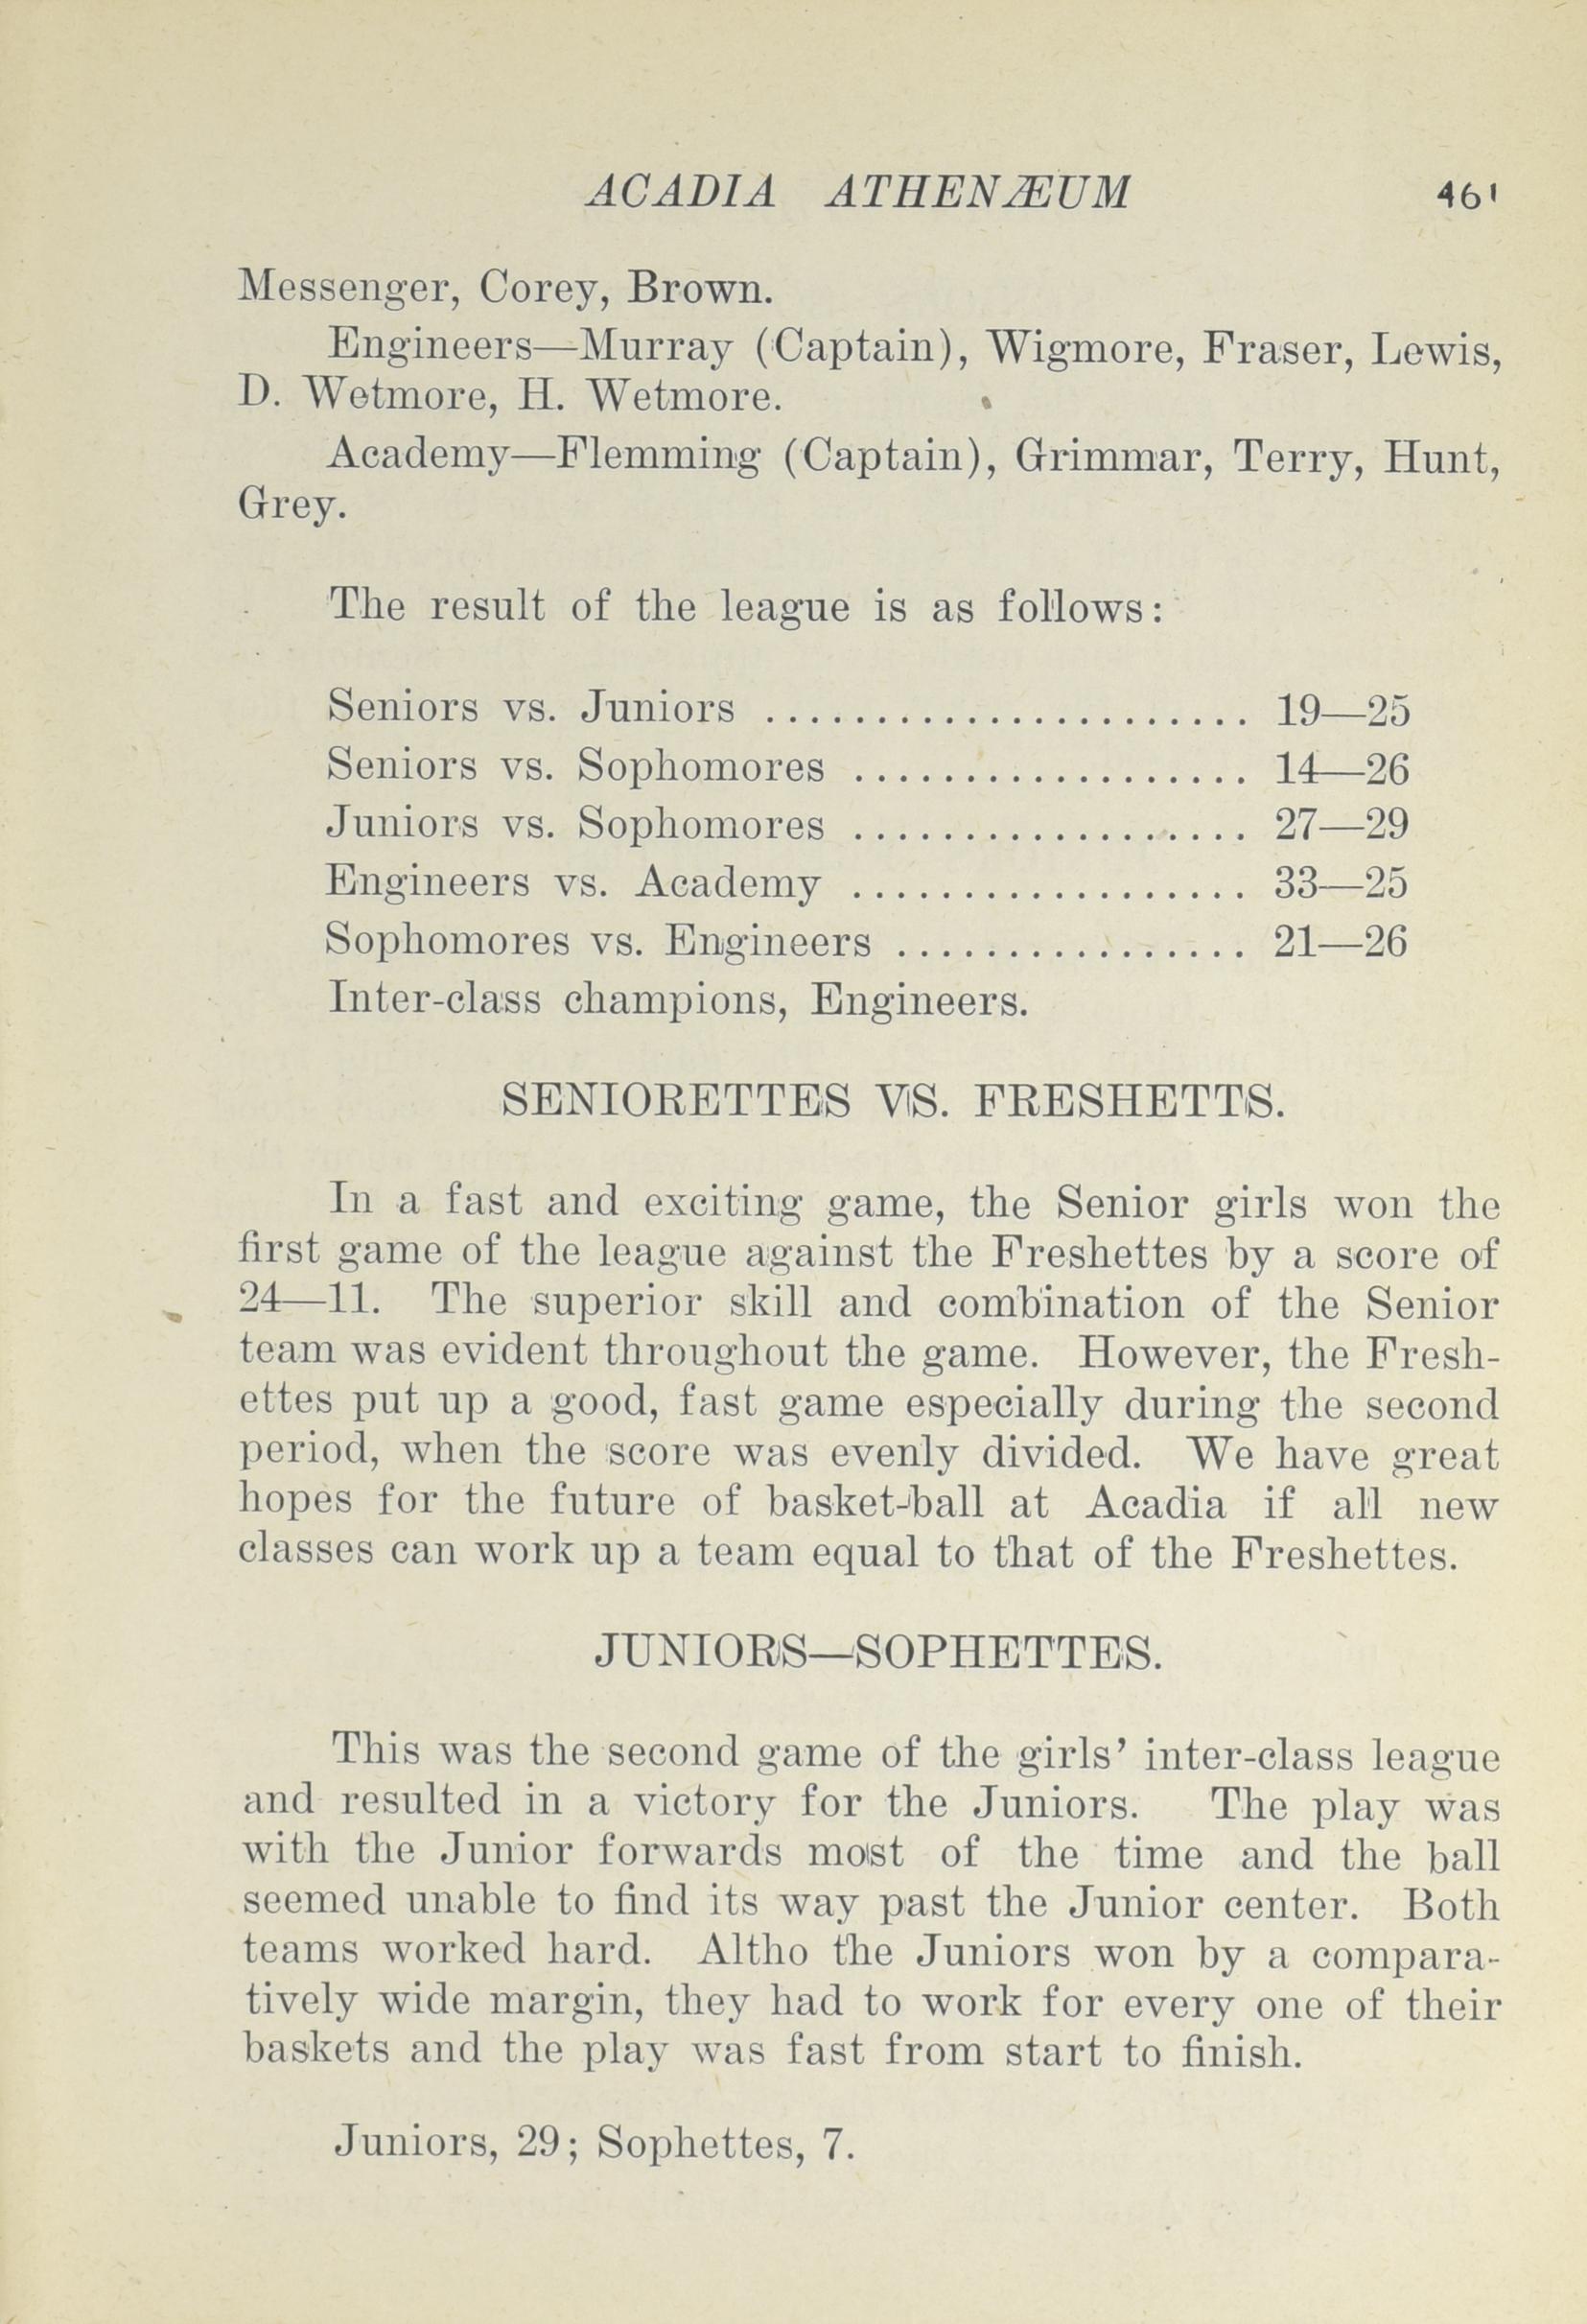 ACADIA ATHENÆUM 461
Messenger, Corey, Brown.
Engineers—Murray (Captain), Wigmore, Fraser, Lewis,
D. Wetmore, H. Wetmore.
Academy—Flemming (Captain), Grimmar, Terry, Hunt,
Grey.
The result of the league is as follows:
Seniors vs. Juniors ...................... 19—25
Seniors vs. Sophomores .................. 14—26
Juniors vs. Sophomores .................. 27—29
Engineers vs. Academy .................. 33—25
Sophomores vs. Engineers ................ 21—26
Inter-class champions, Engineers.
SENIORETTES VS. FRESHETTS.
In a fast and exciting game, the Senior girls won the
first game of the league against the Freshettes by a score of
24—11. The superior skill and combination of the Senior
team was evident throughout the game. However, the Fresh-
ettes put up a good, fast game especially during the second
period, when the score was evenly divided. We have great
hopes for the future of basket-ball at Acadia if all new
classes can work up a team equal to that of the Freshettes.
JUNIORS—SOPHETTES.
This was the second game of the girls' inter-class league
and resulted in a victory for the Juniors. The play was
with the Junior forwards most of the time and the ball
seemed unable to find its way past the Junior center. Both
teams worked hard. Altho the Juniors won by a compara-
tively wide margin, they had to work for every one of their
baskets and the play was fast from start to finish.
Juniors, 29; Sophettes, 7.